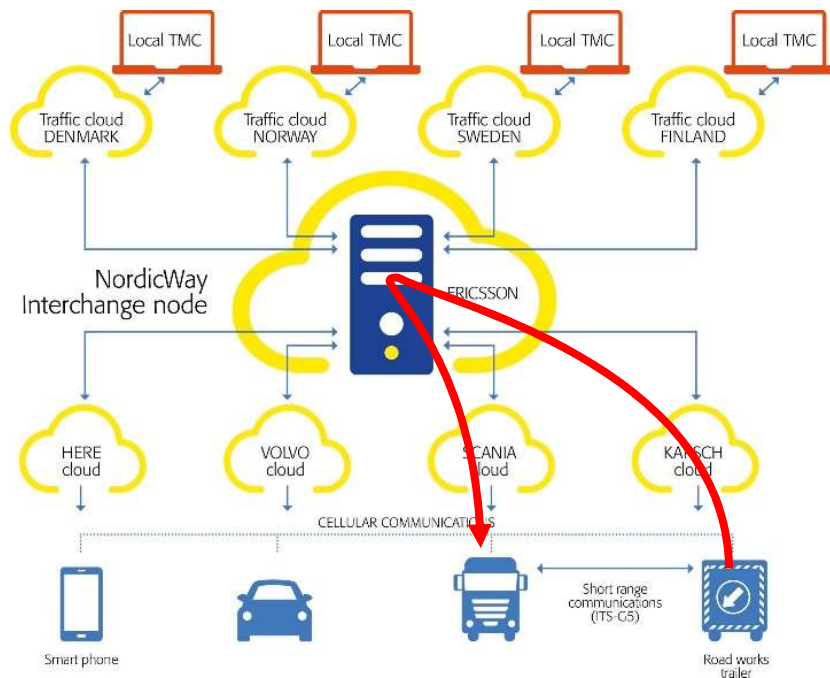 Local TMC
Local TMC
Local TMC
Local TMC
Traffic cloud
DENMARK
Traffic cloud
NORWAY
Traffic cloud
SWEDEN
Traffic cloud
FINLAND
NordicWay
Interchange node
ERICSSON
HERE
cloud
VOLVO
cloud
SCANIA
cloud
KAPSCH
cloud
CELLULAR COMMUNICATIONS
Short range
communications
(ITS-G5)
Smart phone
Road works
trailer